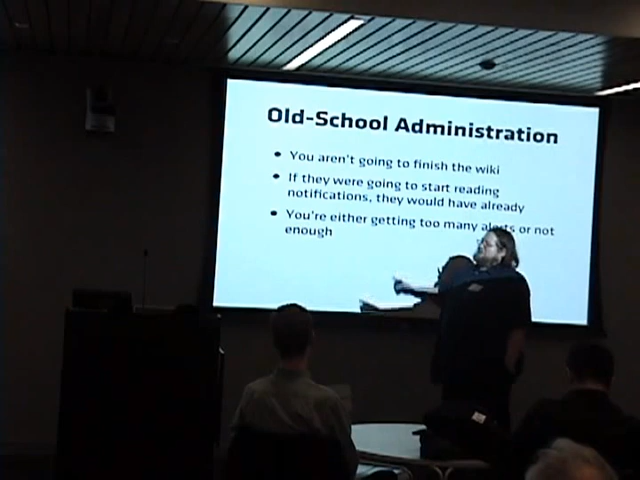 Old-School Administration
• You aren't going to finish the wiki
• If they were going to start reading
notifications, they would have already
• You're either getting too many alerts or not
enough